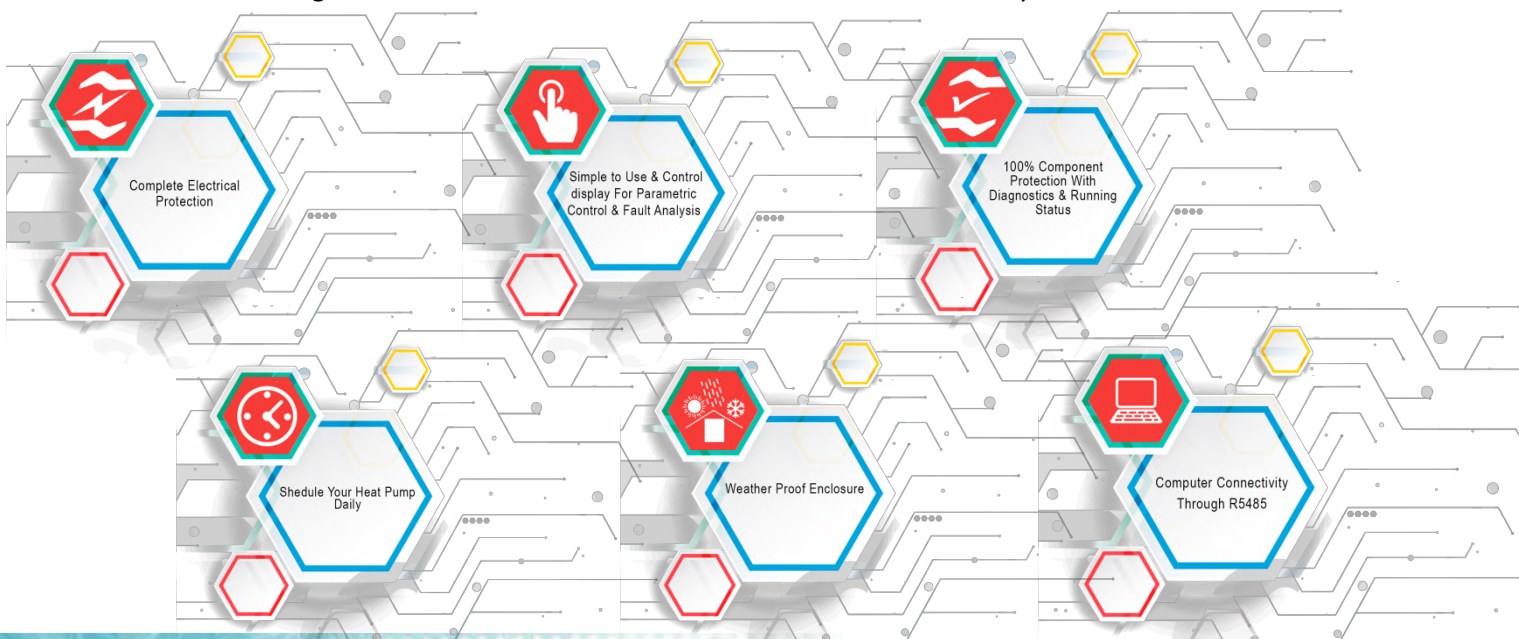 Complete Electrical
Protection
Simple to Use & Control
display For Parametric
Control & Fault Analysis
100% Component
Protection With
Diagnostics & Running
Status
Shedule Your Heat Pump
Daily
Weather Proof Enclosure
Computer Connectivity
Through R5485